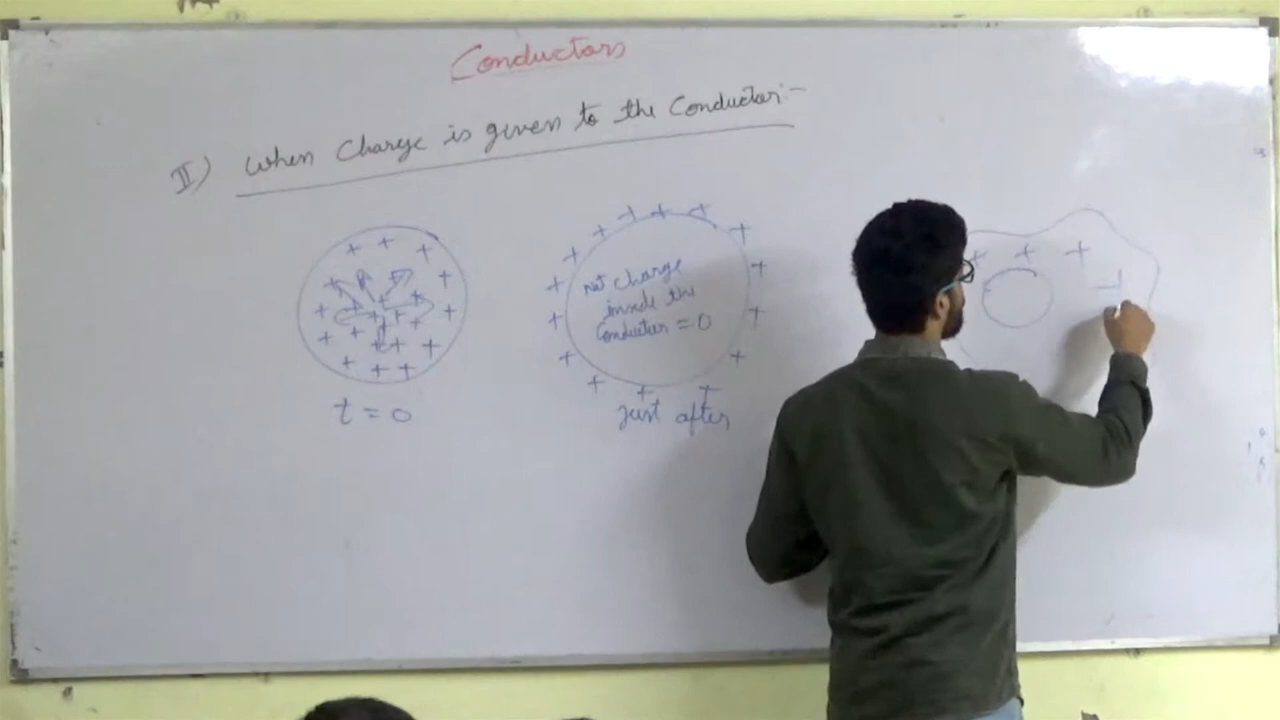 Conductors
II) When Charge is given to the Conductor:-
Net Charge
inside the
Conductor = 0
t = 0
Just after